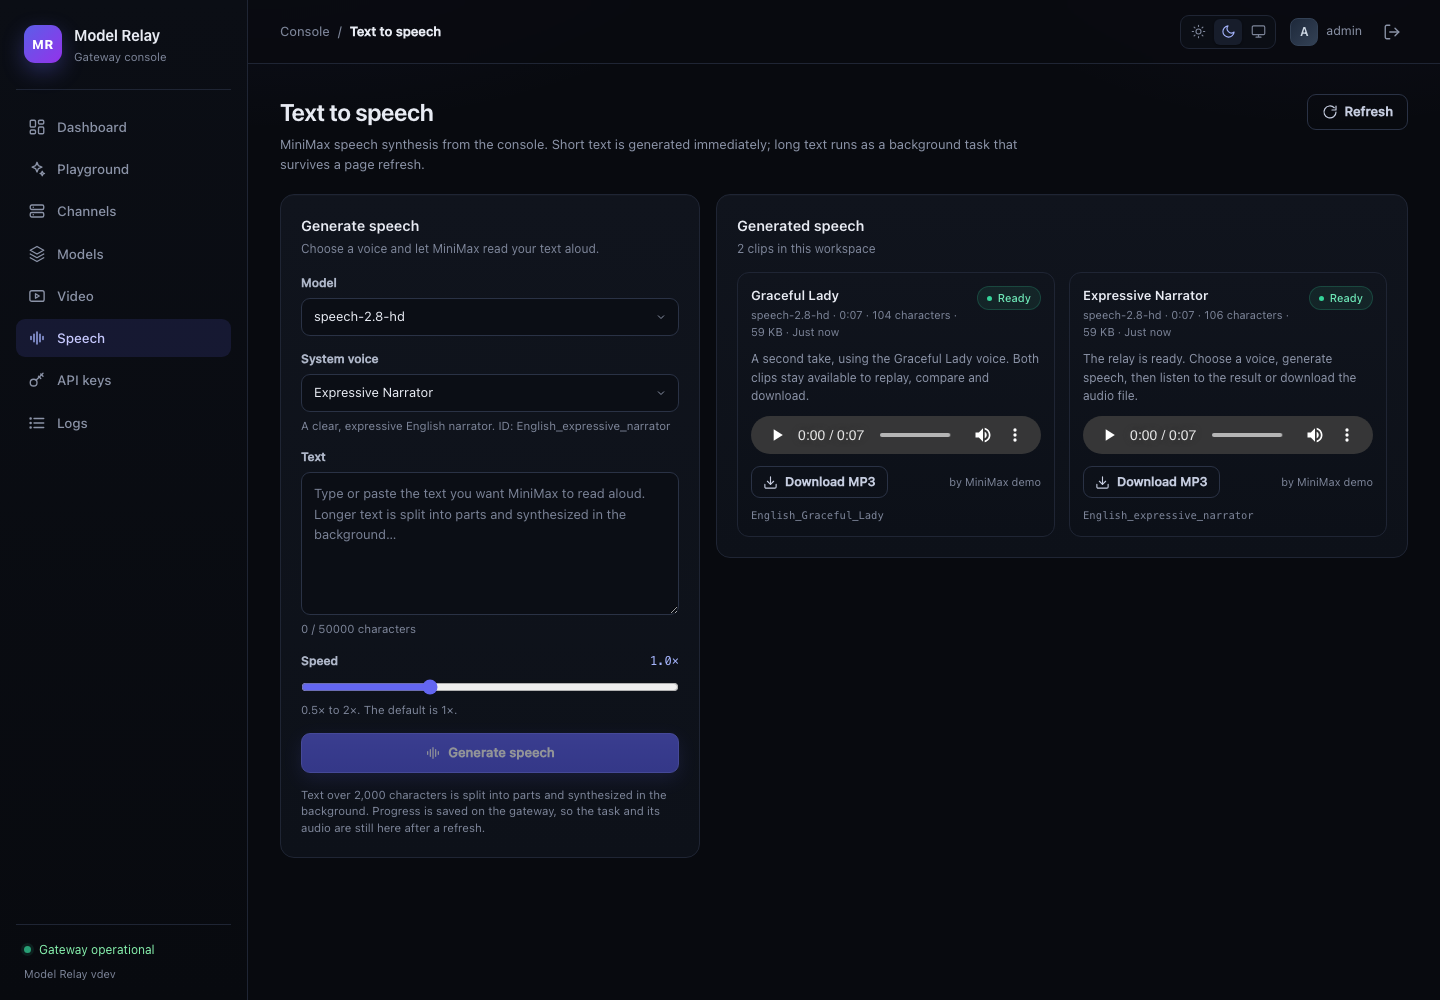 MR
Model Relay
Gateway console
Dashboard
Playground
Channels
Models
Video
Speech
API keys
Logs
Gateway operational
Model Relay vdev
Console / Text to speech
A admin
Text to speech
Refresh
MiniMax speech synthesis from the console. Short text is generated immediately; long text runs as a background task that
survives a page refresh.
Generate speech
Choose a voice and let MiniMax read your text aloud.
Model
speech-2.8-hd
System voice
Expressive Narrator
A clear, expressive English narrator. ID: English_expressive_narrator
Text
Type or paste the text you want MiniMax to read aloud.
Longer text is split into parts and synthesized in the
background...
0 / 50000 characters
Speed 1.0×
0.5× to 2×. The default is 1×.
Generate speech
Text over 2,000 characters is split into parts and synthesized in the
background. Progress is saved on the gateway, so the task and its
audio are still here after a refresh.
Generated speech
2 clips in this workspace
Graceful Lady
Ready
speech-2.8-hd · 0:07 · 104 characters ·
59 KB · Just now
A second take, using the Graceful Lady voice. Both
clips stay available to replay, compare and
download.
0:00 / 0:07
Download MP3
by MiniMax demo
English_Graceful_Lady
Expressive Narrator
Ready
speech-2.8-hd · 0:07 · 106 characters ·
59 KB · Just now
The relay is ready. Choose a voice, generate
speech, then listen to the result or download the
audio file.
0:00 / 0:07
Download MP3
by MiniMax demo
English_expressive_narrator